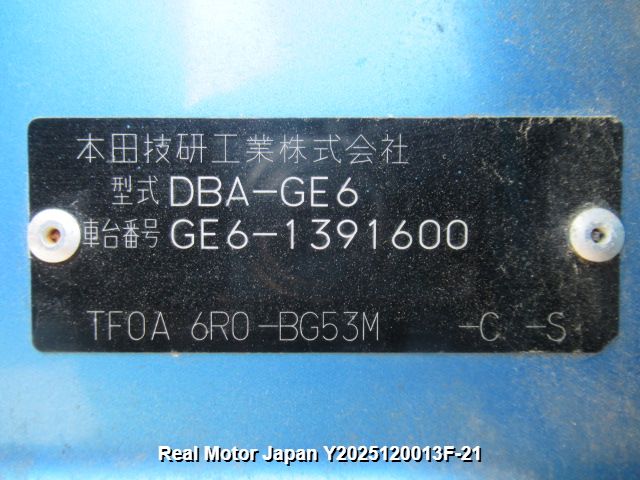 本田技研工業株式会社
型式 DBA-GE6
車台番号 GE6-1391600
TF0A 6R0-BG53M -C -S
Real Motor Japan Y2025120013F-21